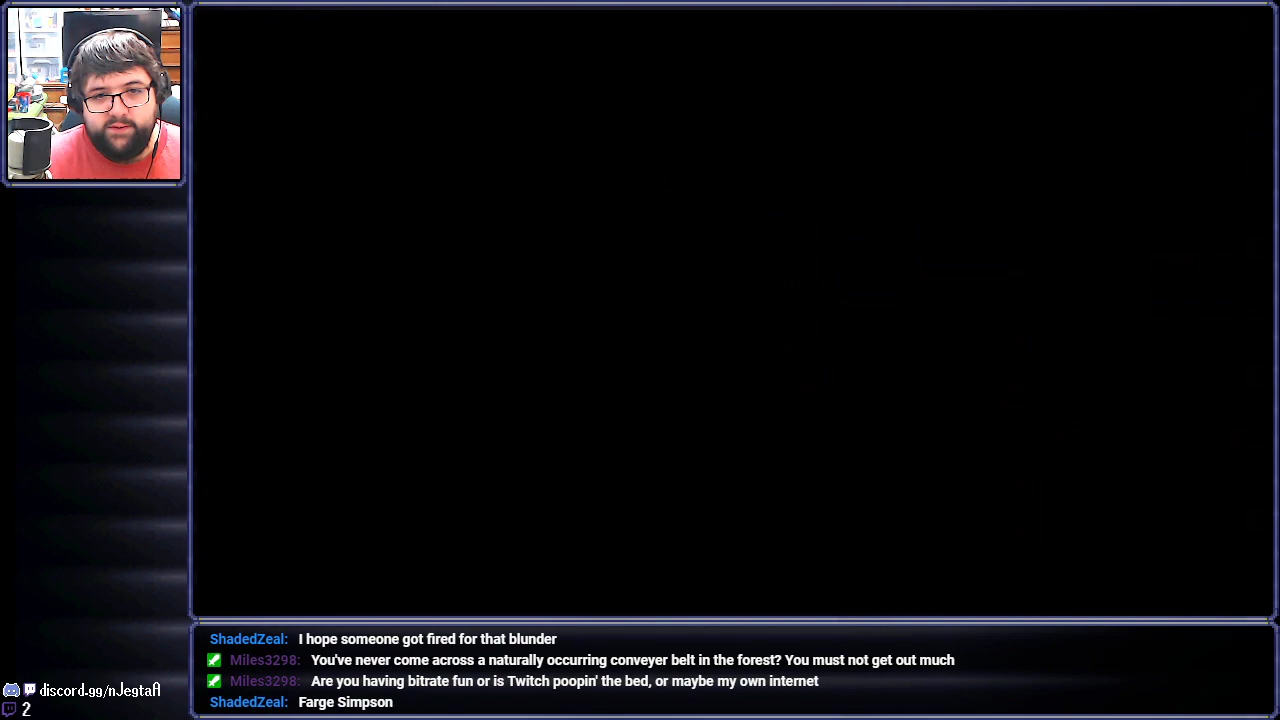 ShadedZeal: I hope someone got fired for that blunder
Miles3298: You've never come across a naturally occurring conveyer belt in the forest? You must not get out much
Miles3298: Are you having bitrate fun or is Twitch poopin' the bed, or maybe my own internet
ShadedZeal: Farge Simpson
discord.gg/nJegtaA
2